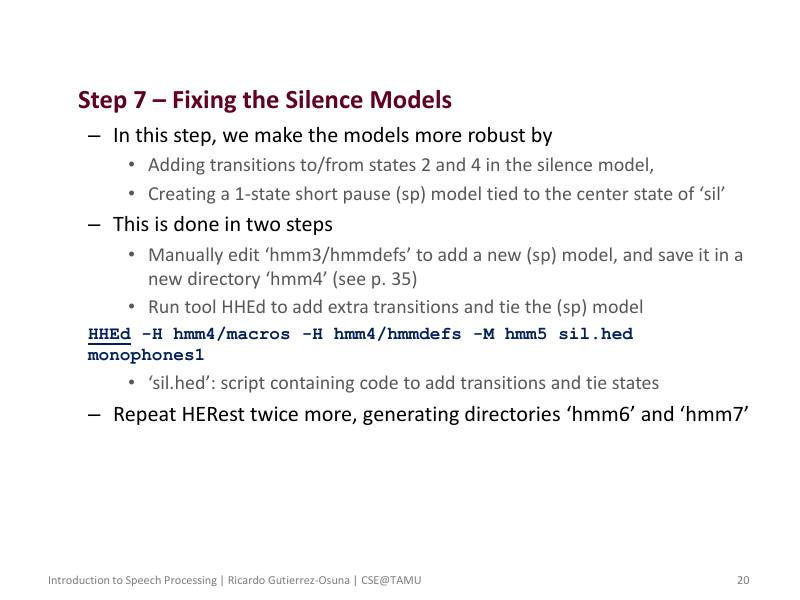 Step 7 – Fixing the Silence Models
– In this step, we make the models more robust by
• Adding transitions to/from states 2 and 4 in the silence model,
• Creating a 1-state short pause (sp) model tied to the center state of ‘sil’
– This is done in two steps
• Manually edit ‘hmm3/hmmdefs’ to add a new (sp) model, and save it in a
new directory ‘hmm4’ (see p. 35)
• Run tool HHEd to add extra transitions and tie the (sp) model
HHEd -H hmm4/macros -H hmm4/hmmdefs -M hmm5 sil.hed
monophones1
• ‘sil.hed’: script containing code to add transitions and tie states
– Repeat HERest twice more, generating directories ‘hmm6’ and ‘hmm7’
Introduction to Speech Processing | Ricardo Gutierrez-Osuna | CSE@TAMU
20